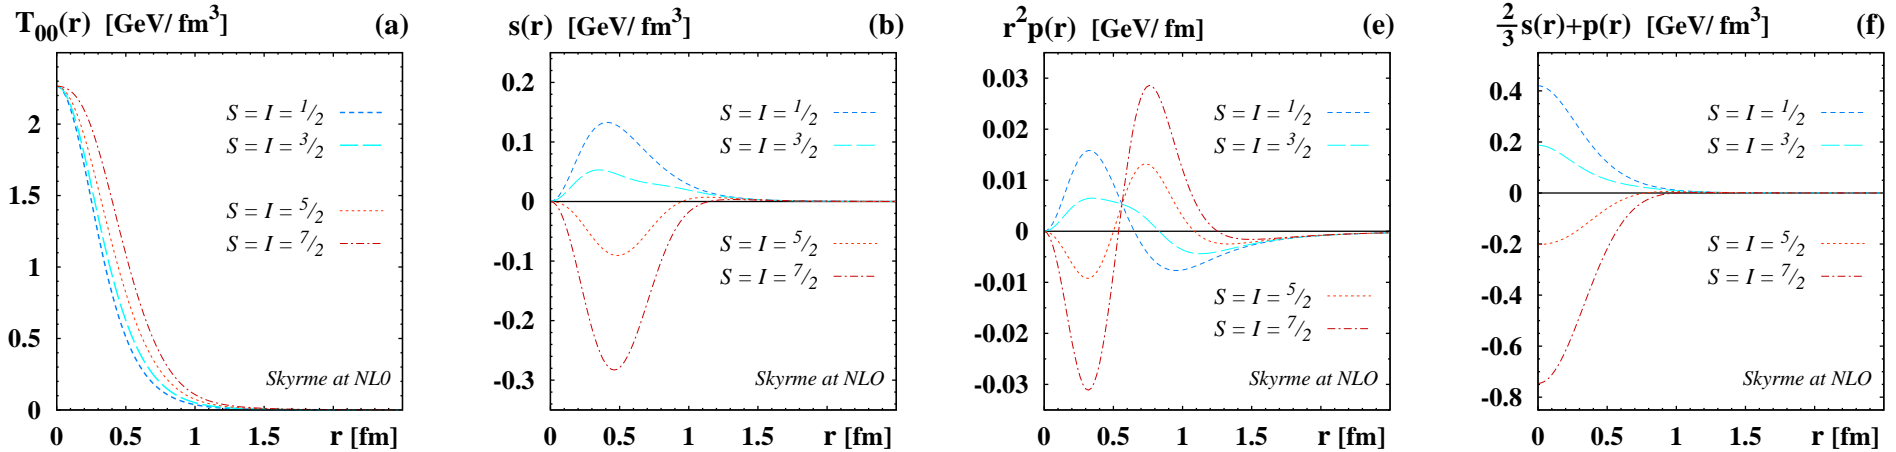 T00(r) [GeV/ fm3] (a)
2
1.5
1
0.5
0
S = I = 1/2
S = I = 3/2
S = I = 5/2
S = I = 7/2
Skyrme at NL0
0 0.5 1 1.5 r [fm]
s(r) [GeV/ fm3] (b)
0.2
0.1
0
-0.1
-0.2
-0.3
S = I = 1/2
S = I = 3/2
S = I = 5/2
S = I = 7/2
Skyrme at NLO
0 0.5 1 1.5 r [fm]
r2p(r) [GeV/ fm] (e)
0.03
0.02
0.01
0
-0.01
-0.02
-0.03
S = I = 1/2
S = I = 3/2
S = I = 5/2
S = I = 7/2
Skyrme at NLO
0 0.5 1 1.5 r [fm]
2/3 s(r)+p(r) [GeV/ fm3] (f)
0.4
0.2
0
-0.2
-0.4
-0.6
-0.8
S = I = 1/2
S = I = 3/2
S = I = 5/2
S = I = 7/2
Skyrme at NLO
0 0.5 1 1.5 r [fm]